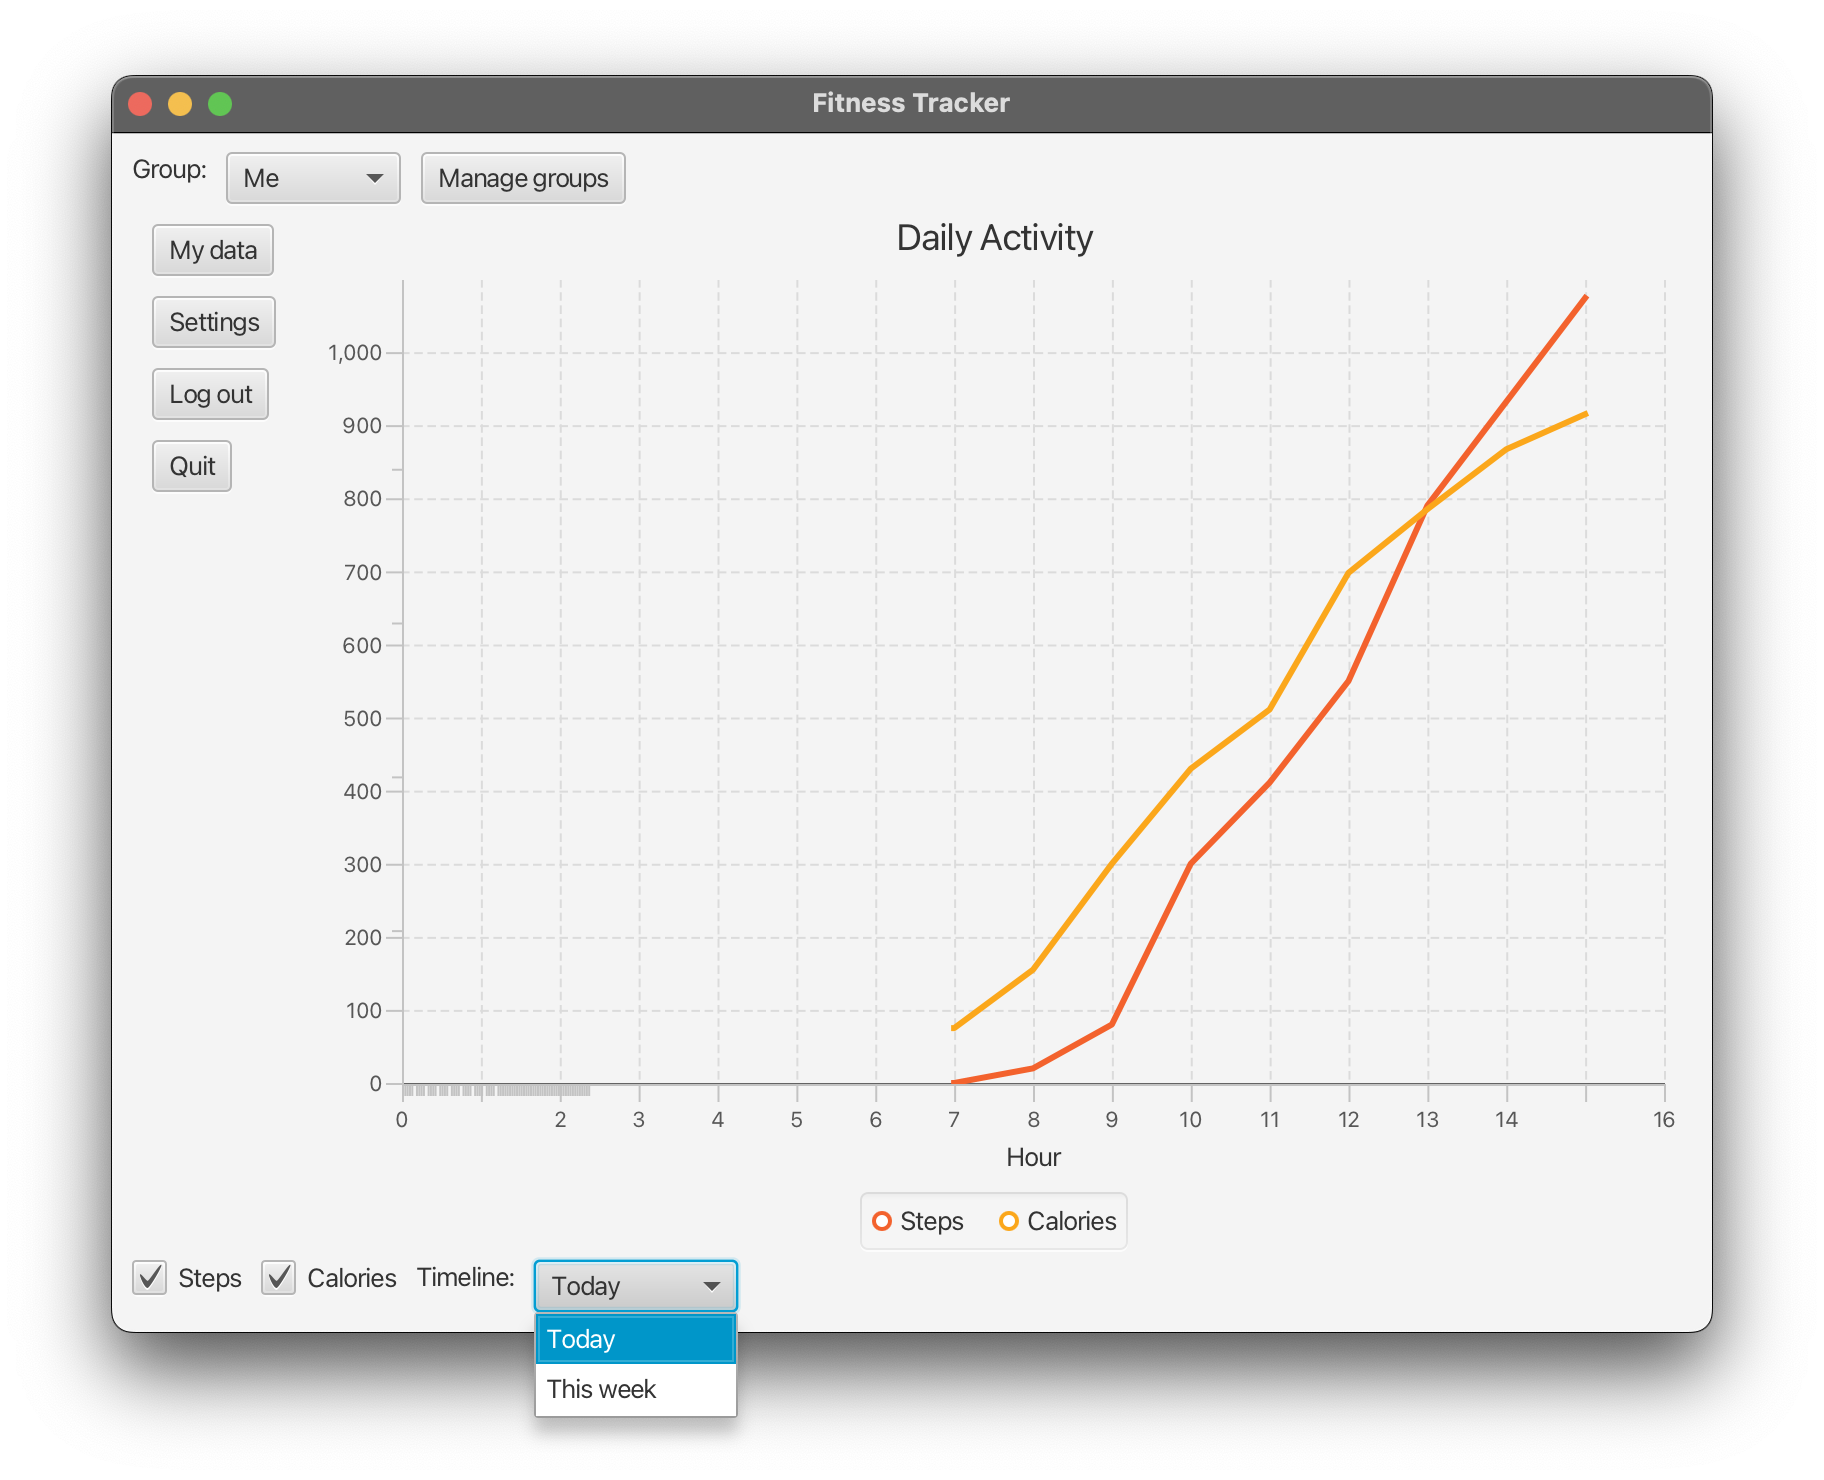 Fitness Tracker
Group: Me Manage groups
My data
Settings
Log out
Quit
Daily Activity
1,000
900
800
700
600
500
400
300
200
100
0
0 2 3 4 5 6 7 8 9 10 11 12 13 14 16
Hour
Steps Calories
Steps Calories Timeline: Today
Today
This week